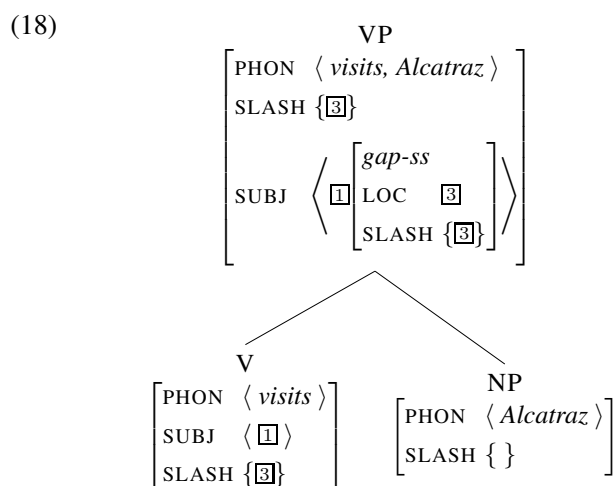 (18)
VP
PHON ⟨ visits, Alcatraz ⟩
SLASH {3}
gap-ss
SUBJ ⟨ 1 LOC 3 ⟩
SLASH {3}
V
NP
PHON ⟨ visits ⟩
PHON ⟨ Alcatraz ⟩
SUBJ ⟨ 1 ⟩
SLASH { }
SLASH {3}